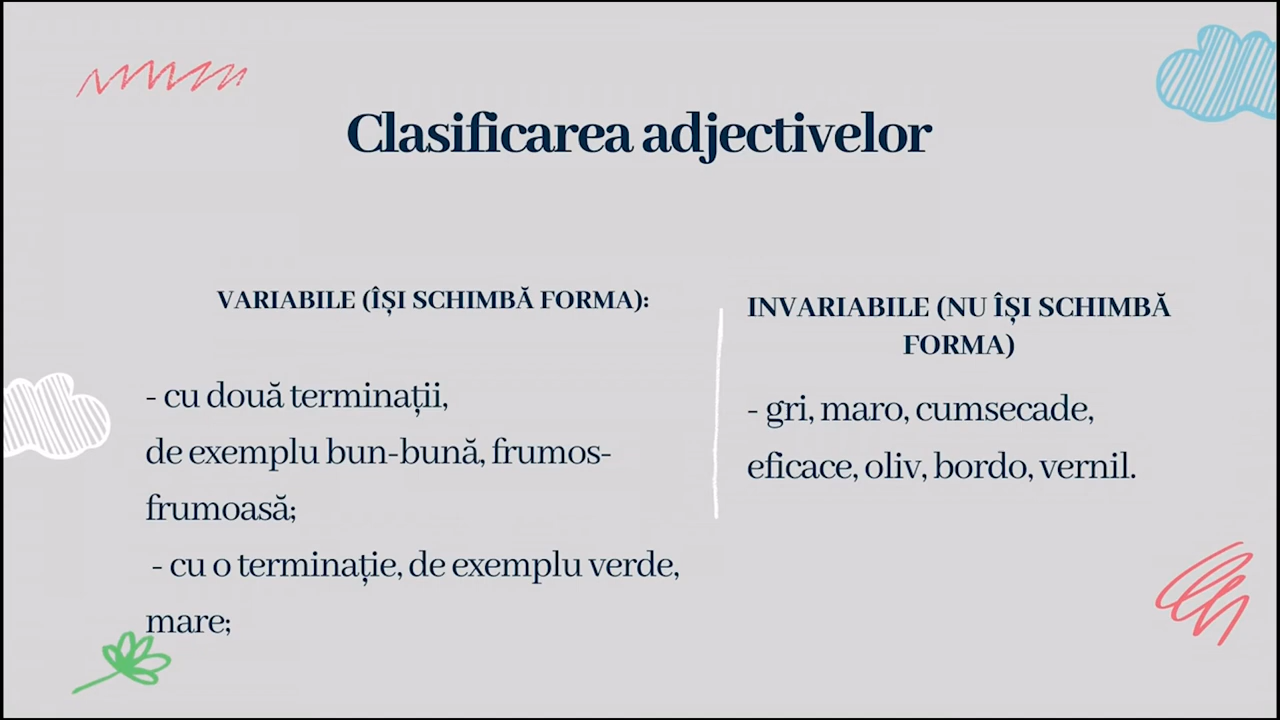 Clasificarea adjectivelor
VARIABILE (ÎȘI SCHIMBĂ FORMA):
- cu două terminații,
de exemplu bun-bună, frumos-
frumoasă;
- cu o terminație, de exemplu verde,
mare;
INVARIABILE (NU ÎȘI SCHIMBĂ
FORMA)
- gri, maro, cumsecade,
eficace, oliv, bordo, vernil.